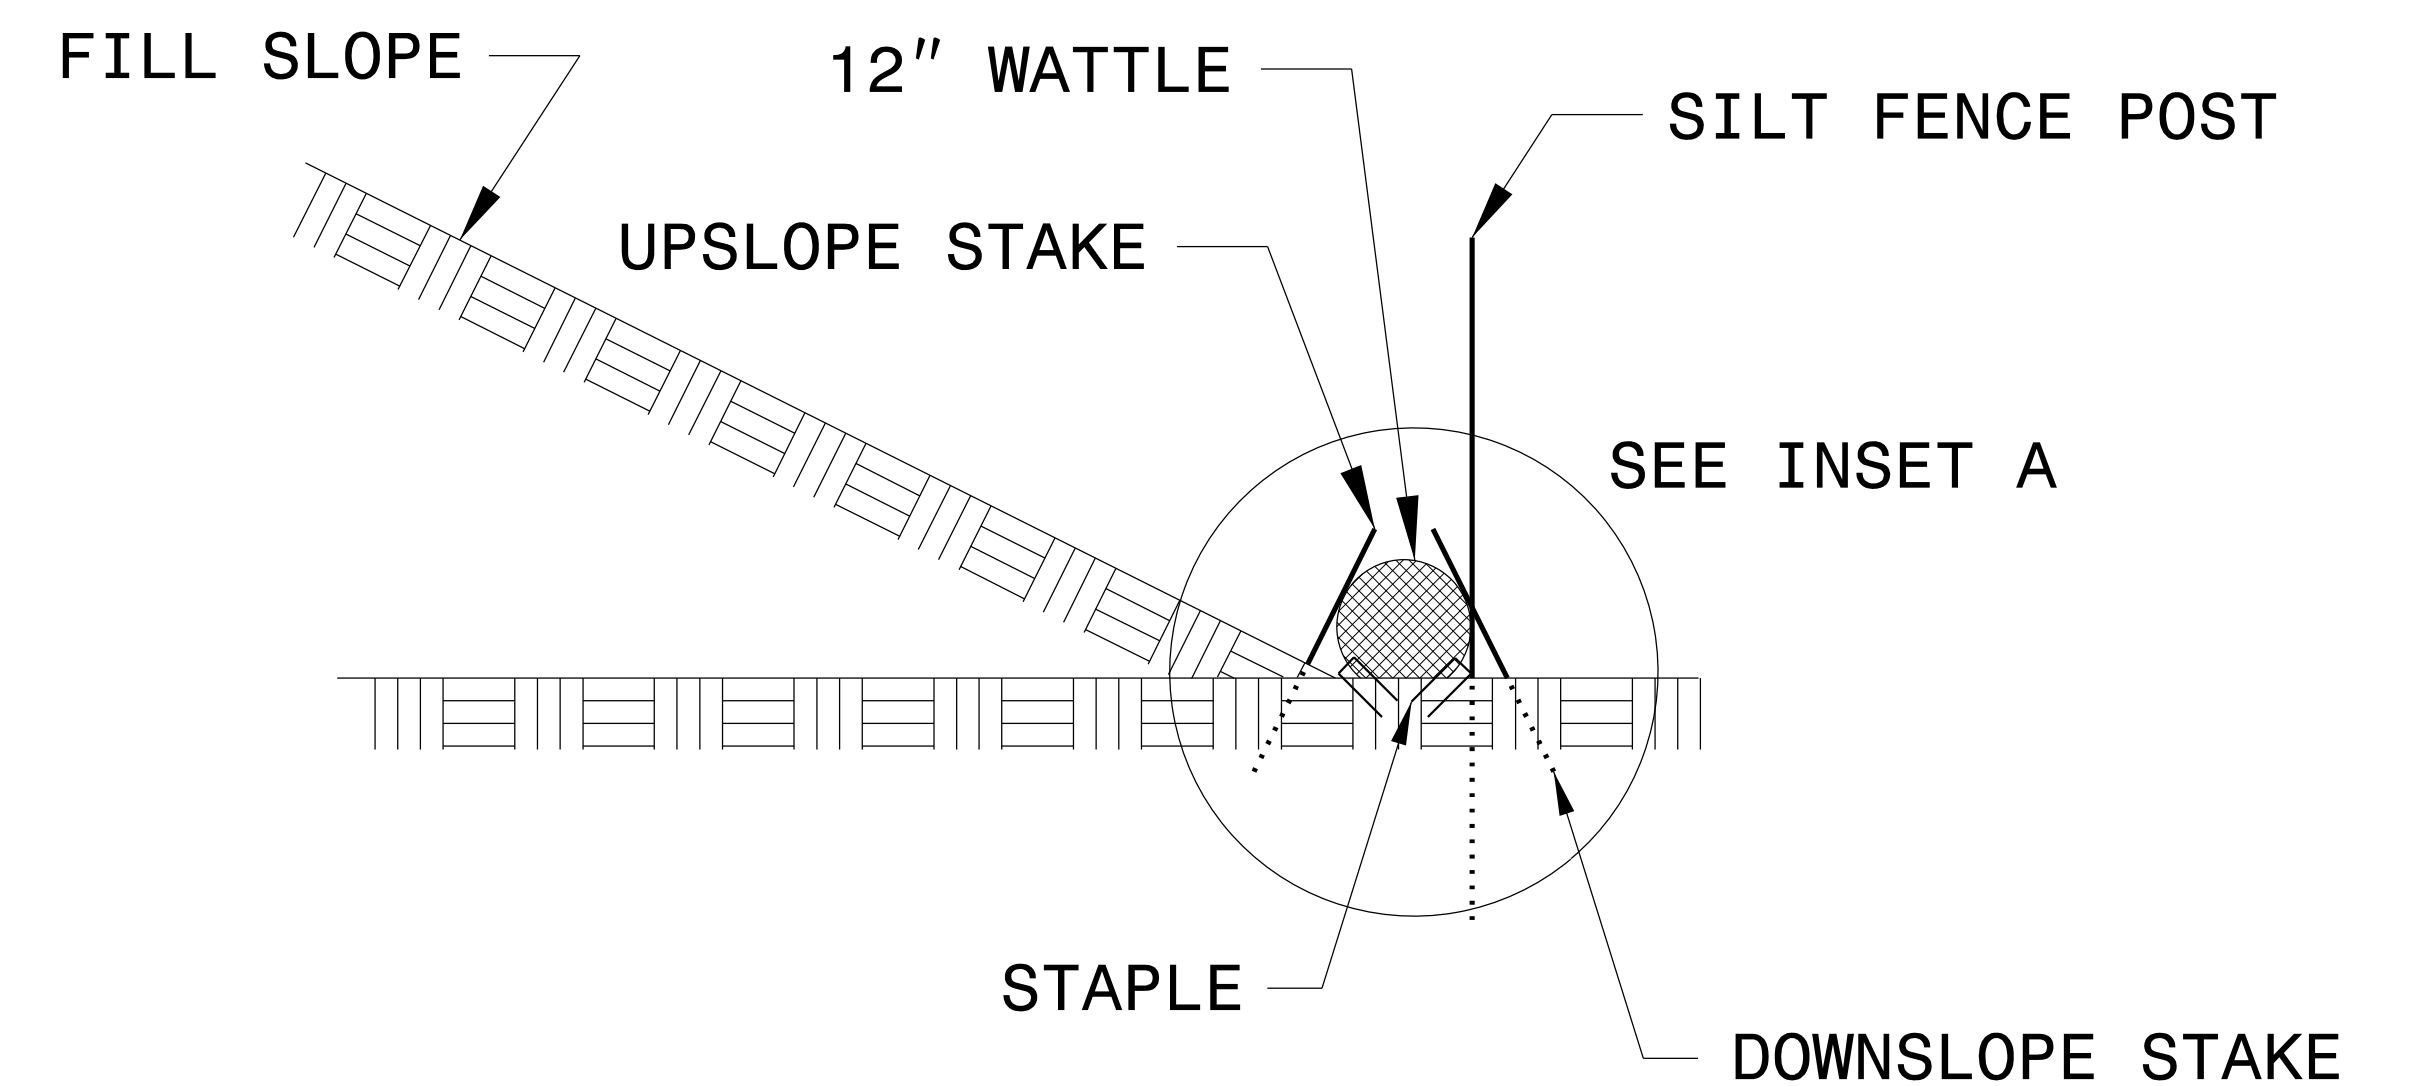 FILL SLOPE
12" WATTLE
SILT FENCE POST
UPSLOPE STAKE
SEE INSET A
STAPLE
DOWNSLOPE STAKE